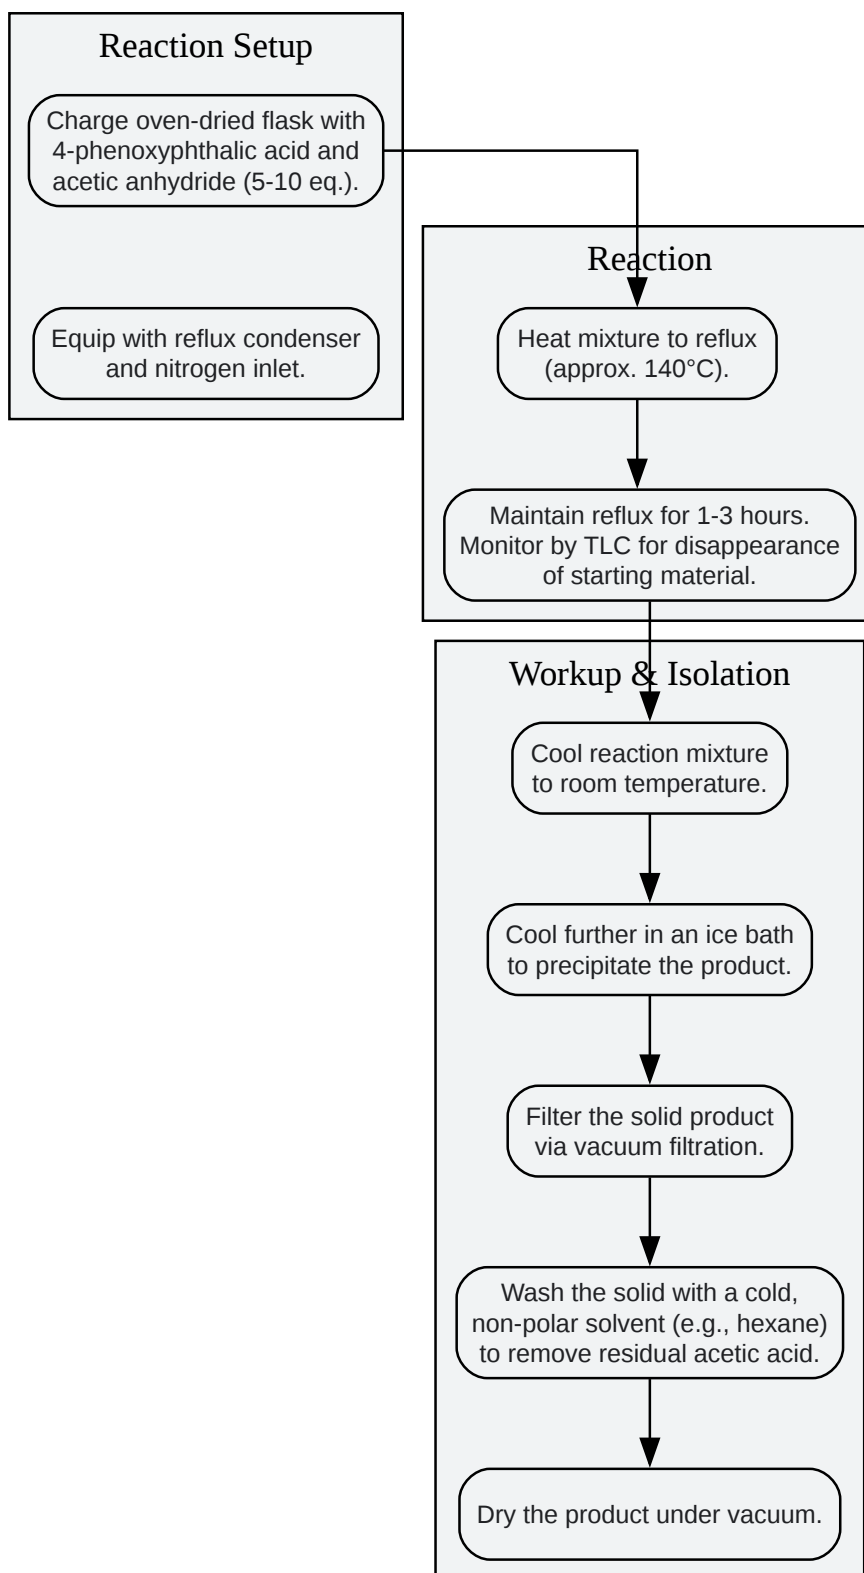 Reaction Setup
Charge oven-dried flask with
4-phenoxyphthalic acid and
acetic anhydride (5-10 eq.).
Equip with reflux condenser
and nitrogen inlet.
Reaction
Heat mixture to reflux
(approx. 140°C).
Maintain reflux for 1-3 hours.
Monitor by TLC for disappearance
of starting material.
Workup & Isolation
Cool reaction mixture
to room temperature.
Cool further in an ice bath
to precipitate the product.
Filter the solid product
via vacuum filtration.
Wash the solid with a cold,
non-polar solvent (e.g., hexane)
to remove residual acetic acid.
Dry the product under vacuum.